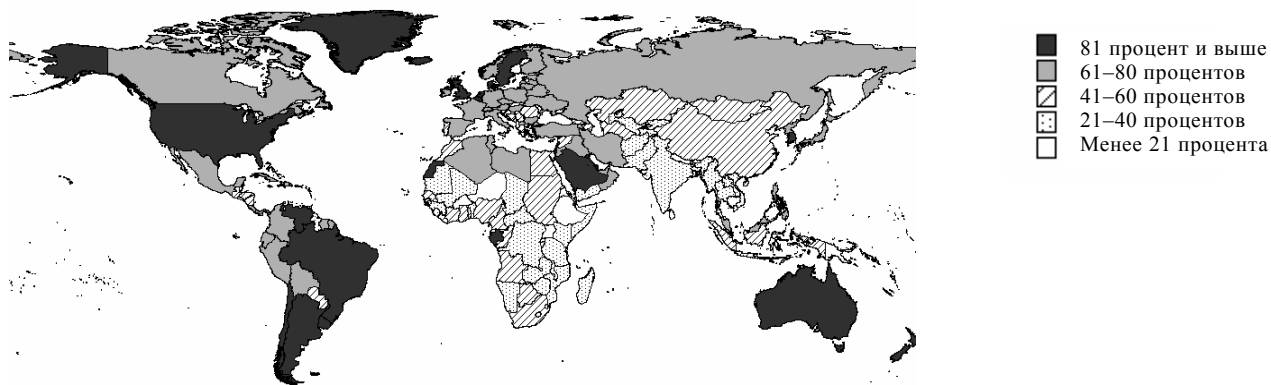 81 процент и выше
61–80 процентов
41–60 процентов
21–40 процентов
Менее 21 процента